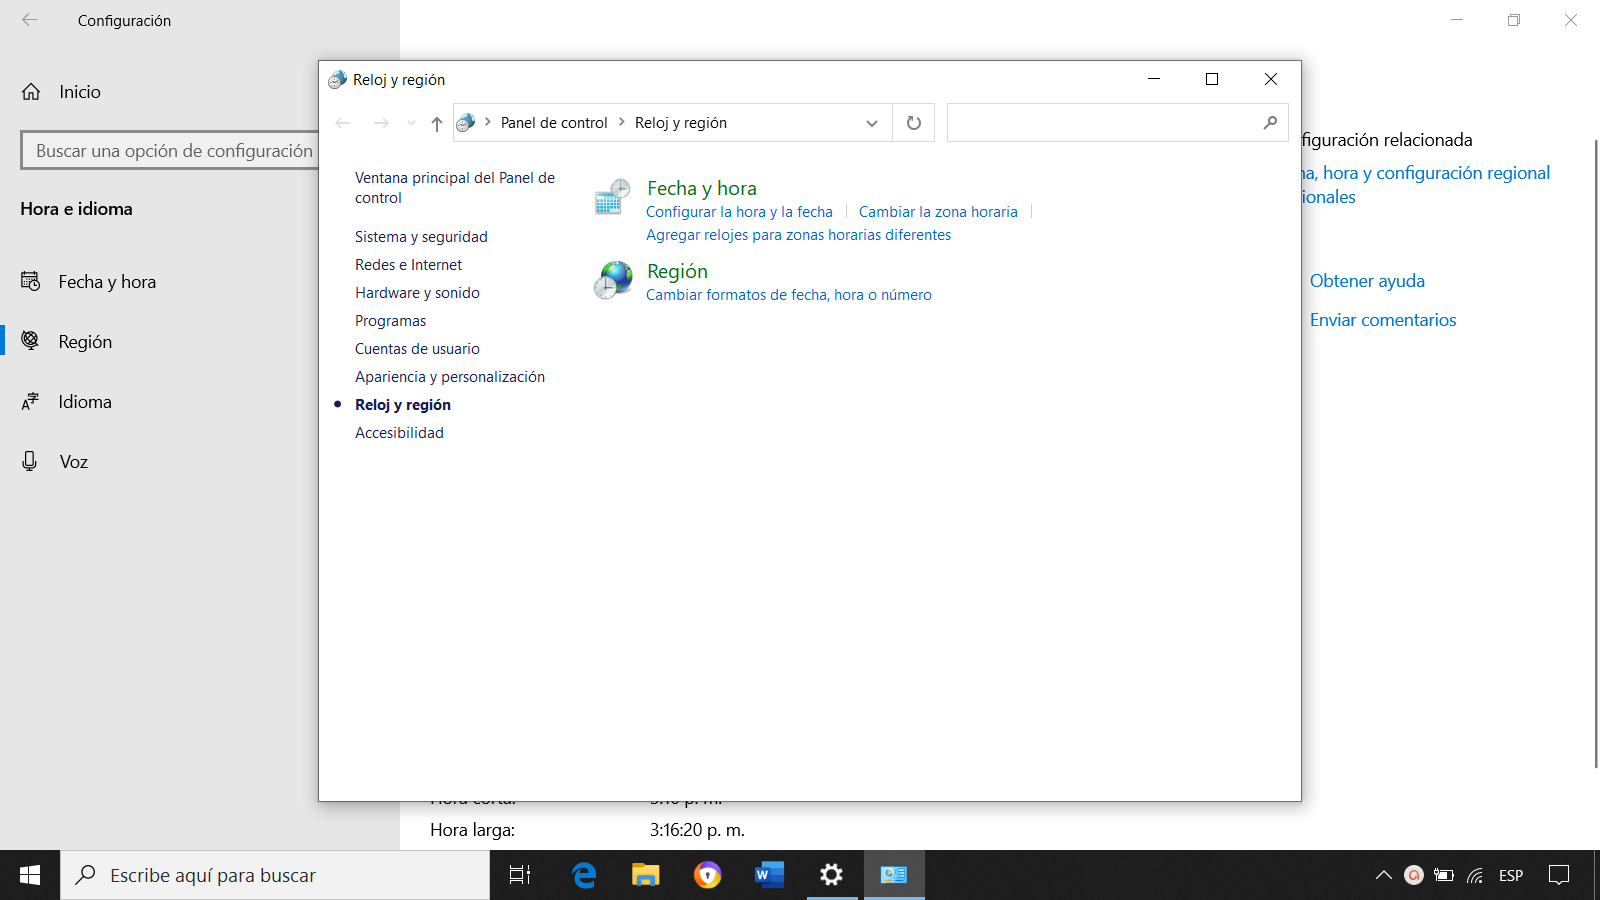 Configuración
Inicio
Buscar una opción de configuración
Hora e idioma
Fecha y hora
Región
Idioma
Voz
Reloj y región
Panel de control
Reloj y región
Ventana principal del Panel de
control
Sistema y seguridad
Redes e Internet
Hardware y sonido
Programas
Cuentas de usuario
Apariencia y personalización
Reloj y región
Accesibilidad
Fecha y hora
Configurar la hora y la fecha
Cambiar la zona horaria
Agregar relojes para zonas horarias diferentes
Región
Cambiar formatos de fecha, hora o número
figuración relacionada
a, hora y configuración regional
ionales
Obtener ayuda
Enviar comentarios
Hora larga: 3:16:20 p. m.
Escribe aquí para buscar
ESP